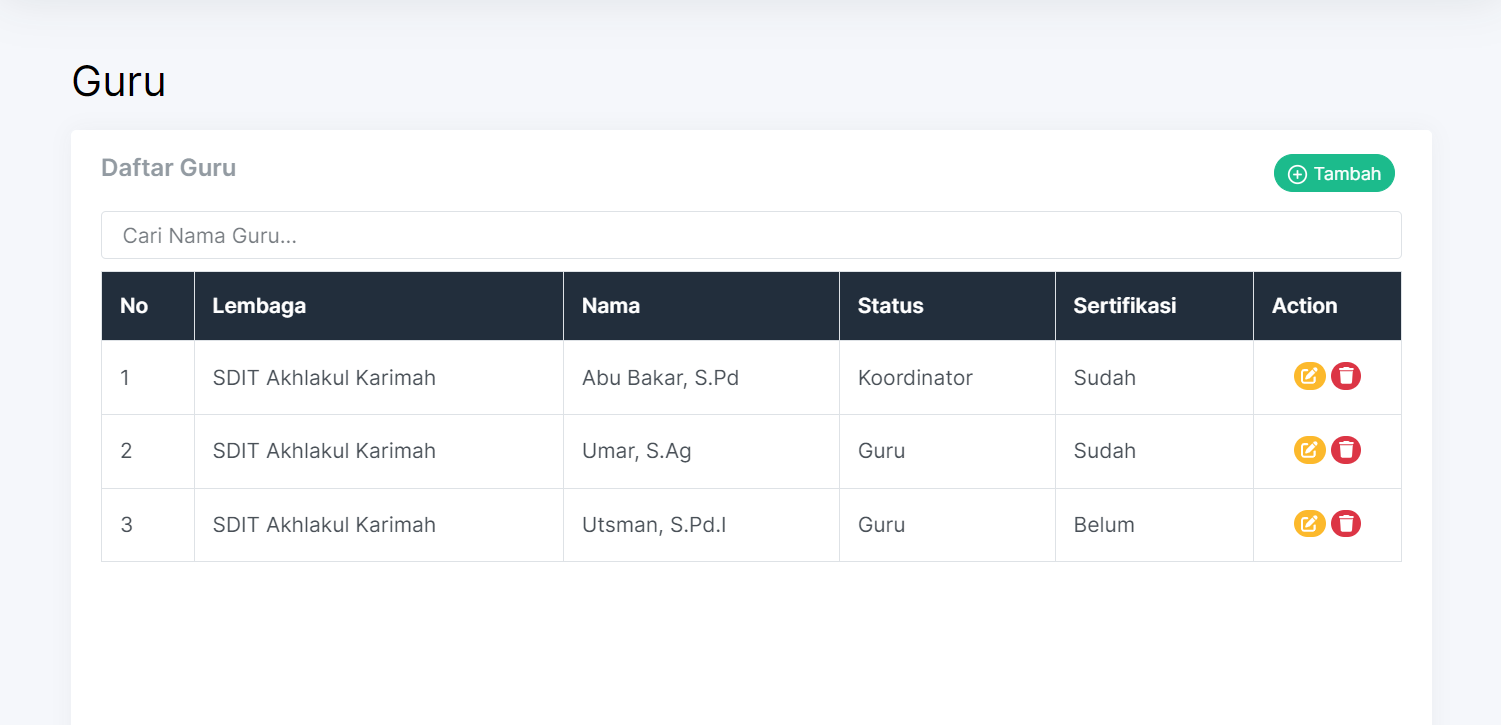 Guru
Daftar Guru
Tambah
Cari Nama Guru...
No Lembaga Nama Status Sertifikasi Action
1 SDIT Akhlakul Karimah Abu Bakar, S.Pd Koordinator Sudah
2 SDIT Akhlakul Karimah Umar, S.Ag Guru Sudah
3 SDIT Akhlakul Karimah Utsman, S.Pd.I Guru Belum